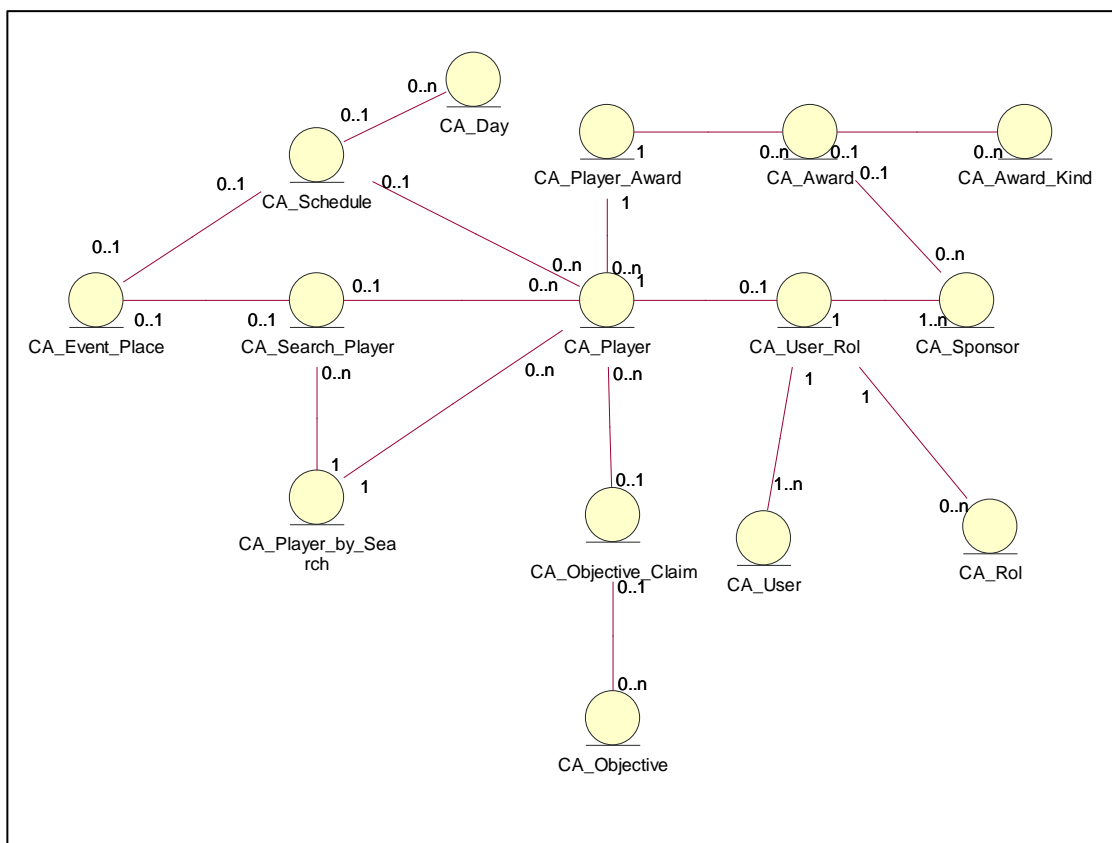 0..n
CA_Day
0..1
0..1
CA_Schedule
0..1
0..1
0..n
1
CA_Player_Award
1
0..n
CA_Award
0..1
0..1
0..n
CA_Award_Kind
0..1
CA_Event_Place
0..1
0..1
CA_Search_Player
0..1
0..n
0..n
0..n
1
CA_Player
0..n
0..n
0..1
1
CA_User_Rol
1
1
0..n
1..n
CA_Sponsor
1
1
CA_Player_by_Sea
rch
0..1
CA_Objective_Claim
0..1
1..n
CA_User
0..n
CA_Rol
0..n
CA_Objective